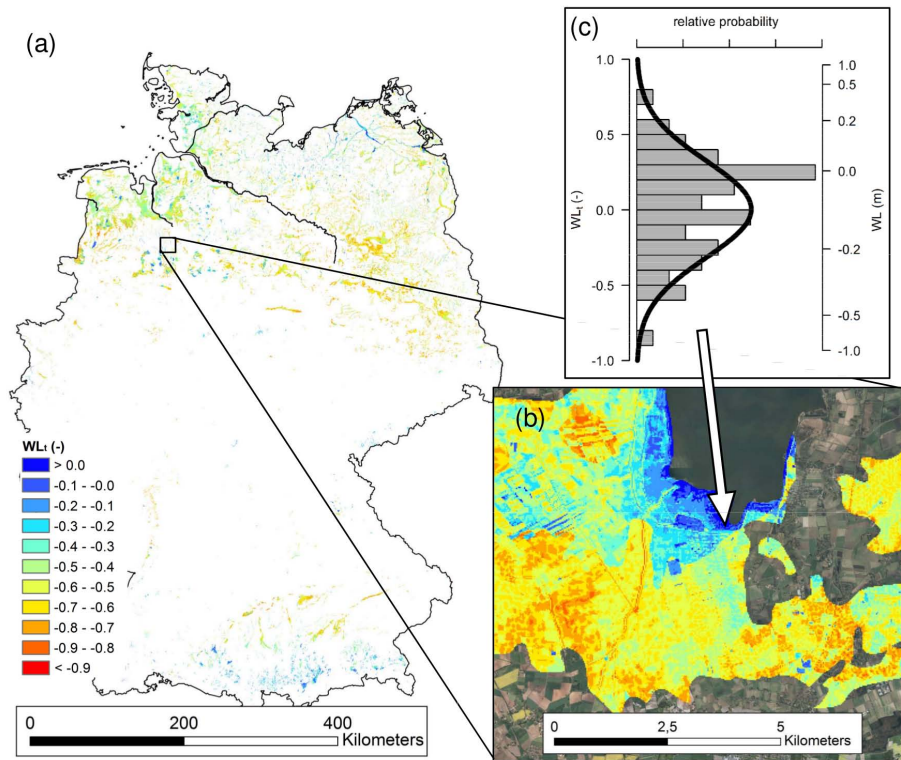 (a)
WLt (-)
> 0.0
-0.1 - -0.0
-0.2 - -0.1
-0.3 - -0.2
-0.4 - -0.3
-0.5 - -0.4
-0.6 - -0.5
-0.7 - -0.6
-0.8 - -0.7
-0.9 - -0.8
< -0.9
0 200 400
Kilometers
(c)
relative probability
1.0
0.5
0.0
-0.5
-1.0
WLt (-)
1.0
0.5
0.2
0.0
-0.2
-0.5
-1.0
WL (m)
(b)
0 2,5 5
Kilometers